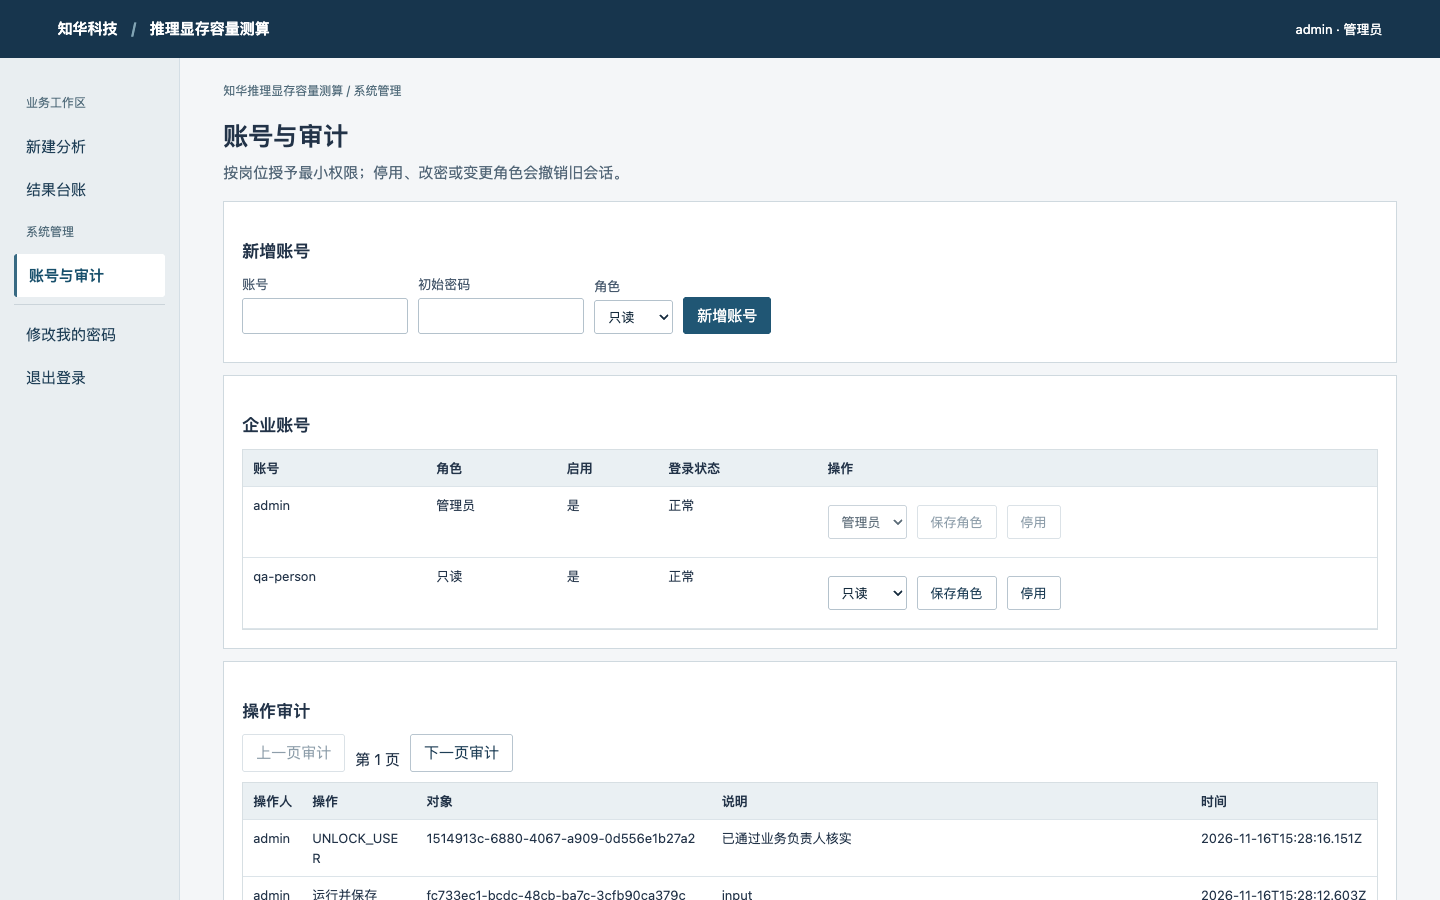 知华科技 / 推理显存容量测算
admin · 管理员
业务工作区
新建分析
结果台账
系统管理
账号与审计
修改我的密码
退出登录
知华推理显存容量测算 / 系统管理
账号与审计
按岗位授予最小权限；停用、改密或变更角色会撤销旧会话。
新增账号
账号 初始密码 角色
只读 新增账号
企业账号
账号 角色 启用 登录状态 操作
admin 管理员 是 正常 管理员 保存角色 停用
qa-person 只读 是 正常 只读 保存角色 停用
操作审计
上一页审计 第 1 页 下一页审计
操作人 操作 对象 说明 时间
admin UNLOCK_USE 1514913c-6880-4067-a909-0d556e1b27a2 已通过业务负责人核实 2026-11-16T15:28:16.151Z
R
admin 运行并保存 fc733ec1-bcdc-48cb-ba7c-3cfb90ca379c input 2026-11-16T15:28:12.603Z